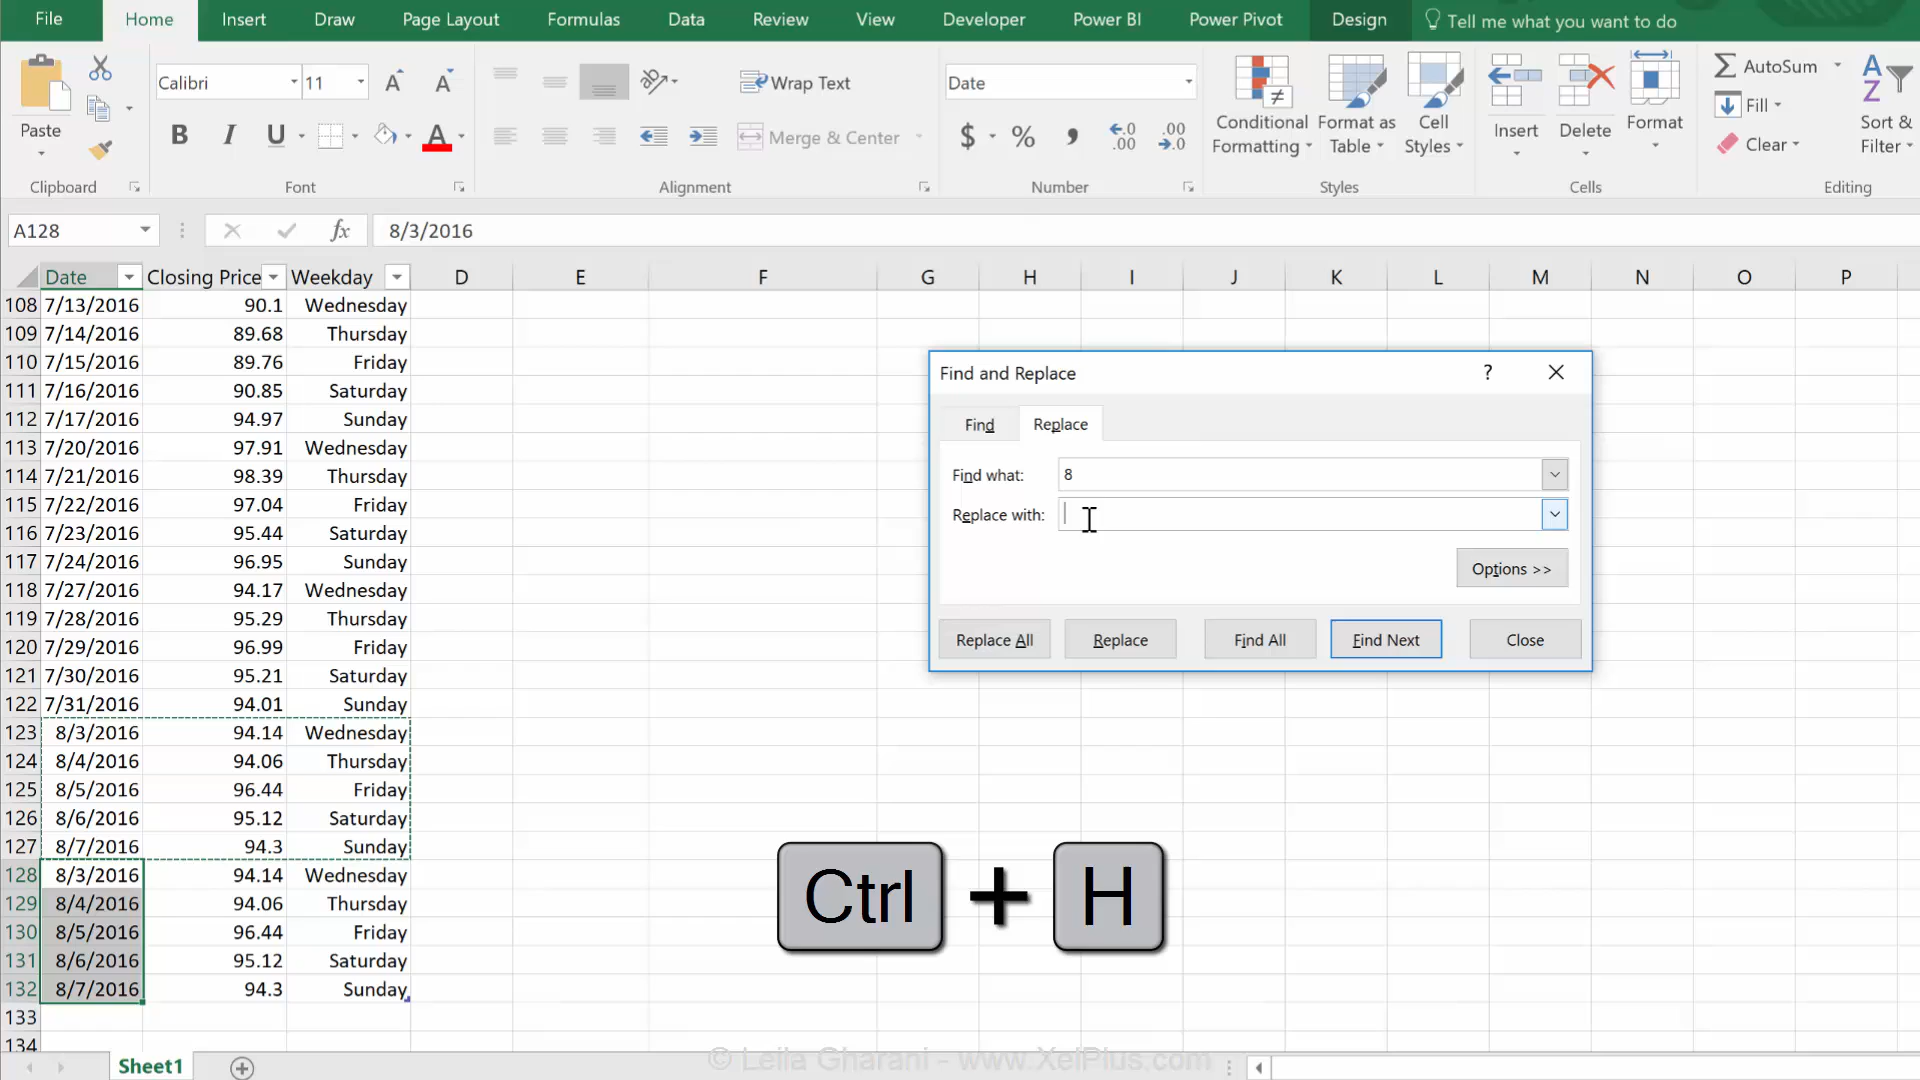 File Home Insert Draw Page Layout Formulas Data Review View Developer Power BI Power Pivot Design Tell me what you want to do
Paste
Clipboard
Calibri 11 A A
B I U A
Font
Wrap Text
Merge & Center
Alignment
Date
$ % , .0 .00 .00 .0
Number
Conditional Formatting
Format as Table
Cell Styles
Styles
Insert
Delete
Format
Cells
AutoSum
Fill
Clear
A Z
Sort & Filter
Editing
A128 fx 8/3/2016
Date Closing Price Weekday D E F G H I J K L M N O P
108 7/13/2016 90.1 Wednesday
109 7/14/2016 89.68 Thursday
110 7/15/2016 89.76 Friday
111 7/16/2016 90.85 Saturday
112 7/17/2016 94.97 Sunday
113 7/20/2016 97.91 Wednesday
114 7/21/2016 98.39 Thursday
115 7/22/2016 97.04 Friday
116 7/23/2016 95.44 Saturday
117 7/24/2016 96.95 Sunday
118 7/27/2016 94.17 Wednesday
119 7/28/2016 95.29 Thursday
120 7/29/2016 96.99 Friday
121 7/30/2016 95.21 Saturday
122 7/31/2016 94.01 Sunday
123 8/3/2016 94.14 Wednesday
124 8/4/2016 94.06 Thursday
125 8/5/2016 96.44 Friday
126 8/6/2016 95.12 Saturday
127 8/7/2016 94.3 Sunday
128 8/3/2016 94.14 Wednesday
129 8/4/2016 94.06 Thursday
130 8/5/2016 96.44 Friday
131 8/6/2016 95.12 Saturday
132 8/7/2016 94.3 Sunday
133
134
Find and Replace ?
Find Replace
Find what: 8
Replace with:
Options >>
Replace All Replace Find All Find Next Close
Ctrl + H
Sheet1
© Leila Gharani - www.XelPlus.com